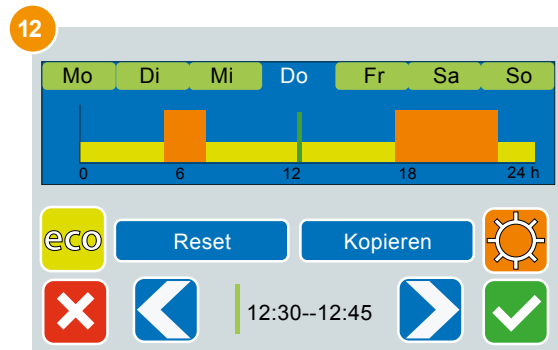 12
Mo Di Mi Do Fr Sa So
0 6 12 18 24 h
eco Reset Kopieren
12:30--12:45